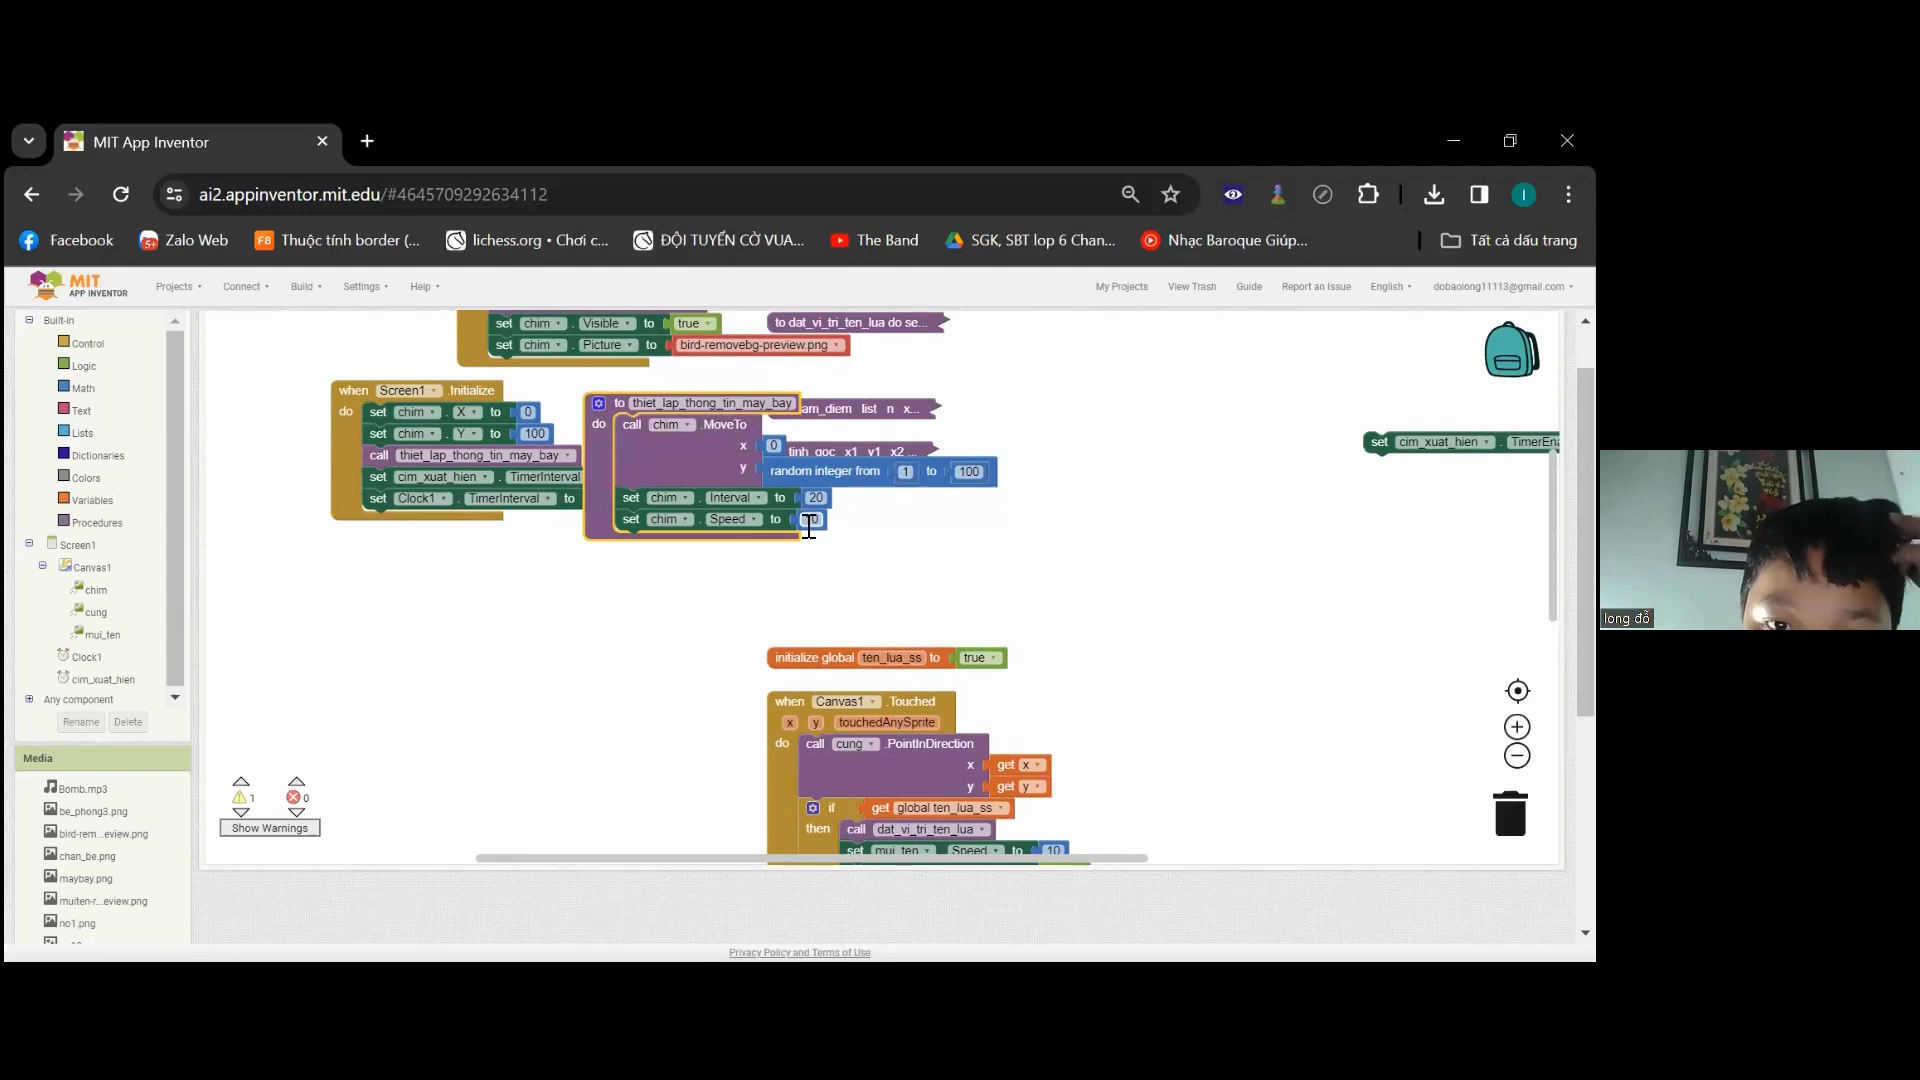 MIT App Inventor
ai2.appinventor.mit.edu/#4645709292634112
Facebook
Zalo Web
F8
Thuộc tính border (...
lichess.org • Chơi c...
ĐỘI TUYỂN CỜ VUA...
The Band
SGK, SBT lop 6 Chan...
Nhạc Baroque Giúp...
Tất cả dấu trang
MIT
APP INVENTOR
Projects
Connect
Build
Settings
Help
My Projects
View Trash
Guide
Report an Issue
English
dobaolong11113@gmail.com
Built-in
Control
Logic
Math
Text
Lists
Dictionaries
Colors
Variables
Procedures
Screen1
Canvas1
chim
cung
mui_ten
Clock1
cim_xuat_hien
Any component
Rename
Delete
Media
Bomb.mp3
be_phong3.png
bird-rem...eview.png
chan_be.png
maybay.png
muiten-r...eview.png
no1.png
set chim . Visible to true
set chim . Picture to bird-removebg-preview.png
to dat_vi_tri_ten_lua do se...
when Screen1 .Initialize
do set chim . X to 0
set chim . Y to 100
call thiet_lap_thong_tin_may_bay
set cim_xuat_hien . TimerInterval
set Clock1 . TimerInterval to
to thiet_lap_thong_tin_may_bay
do call chim .MoveTo
x 0
y random integer from 1 to 100
set chim . Interval to 20
set chim . Speed to
am_diem list n x...
tinh_goc x1 y1 x2 ...
set cim_xuat_hien . TimerEna
initialize global ten_lua_ss to true
when Canvas1 .Touched
x y touchedAnySprite
do call cung .PointInDirection
x get x
y get y
if get global ten_lua_ss
then call dat_vi_tri_ten_lua
set mui_ten . Speed to 10
1
0
Show Warnings
Privacy Policy and Terms of Use
long đỗ